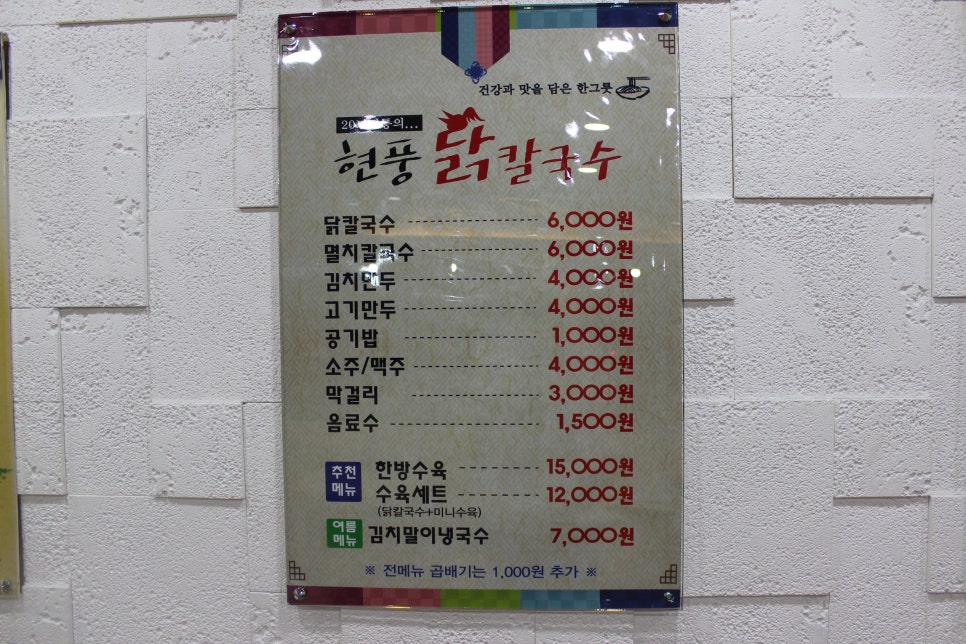 건강과 맛을 담은 한그릇
현풍 닭칼국수
닭칼국수 6,000원
멸치칼국수 6,000원
김치만두 4,000원
고기만두 4,000원
공기밥 1,000원
소주/맥주 4,000원
막걸리 3,000원
음료수 1,500원
추천 메뉴
한방수육 15,000원
수육세트 12,000원
(닭칼국수+미니수육)
여름 메뉴
김치말이냉국수 7,000원
※ 전메뉴 곱배기는 1,000원 추가 ※